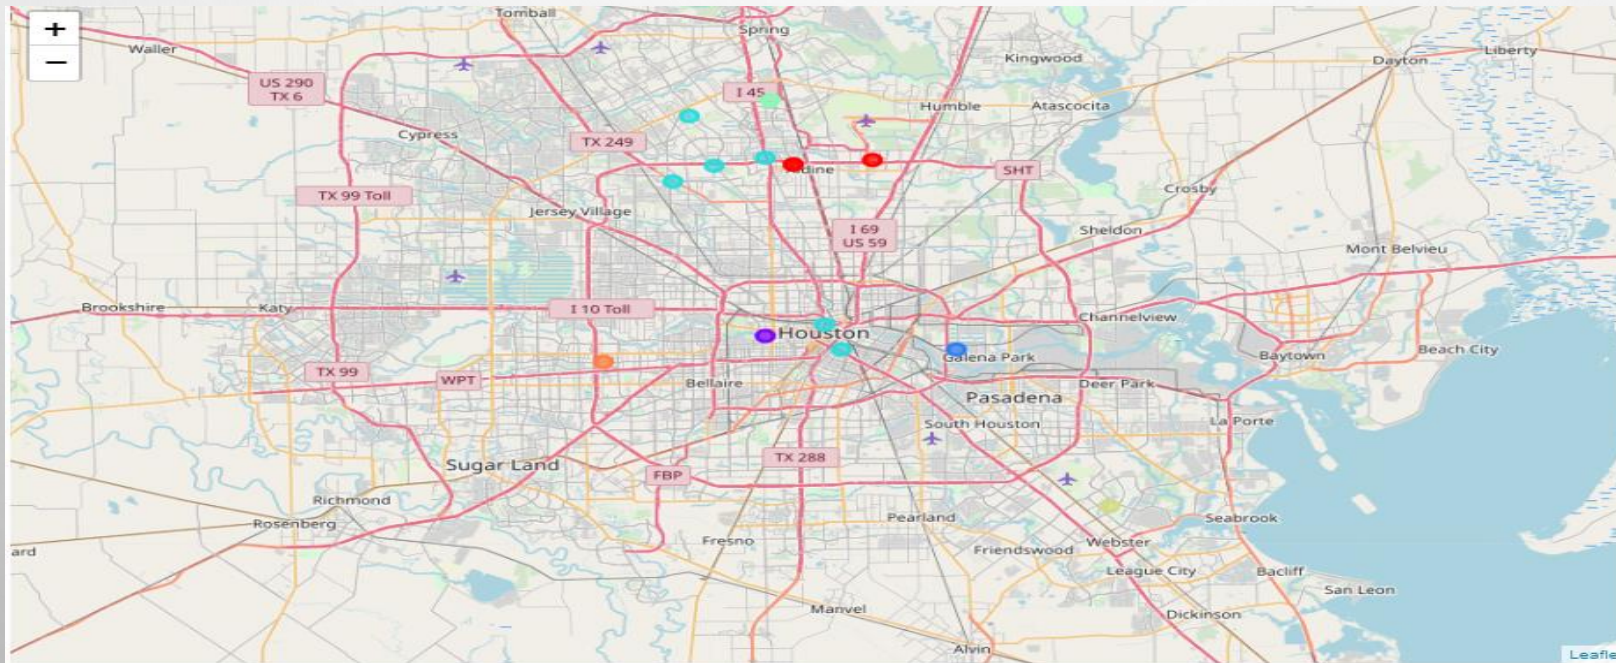 Tomball
Spring
+
Waller
Kingwood
Liberty
Dayton
−
US 290
TX 6
I 45
Humble
Atascocita
Cypress
TX 249
SHT
Crosby
TX 99 Toll
Jersey Village
I 69
US 59
Sheldon
Mont Belvieu
Brookshire
Katy
I 10 Toll
Channelview
Houston
Galena Park
Baytown
Beach City
TX 99
WPT
Bellaire
Deer Park
Pasadena
South Houston
La Porte
Sugar Land
TX 288
FBP
Richmond
Rosenberg
Pearland
Seabrook
Fresno
Friendswood
Webster
ard
League City
Bacliff
San Leon
Manvel
Dickinson
Alvin
Leafle